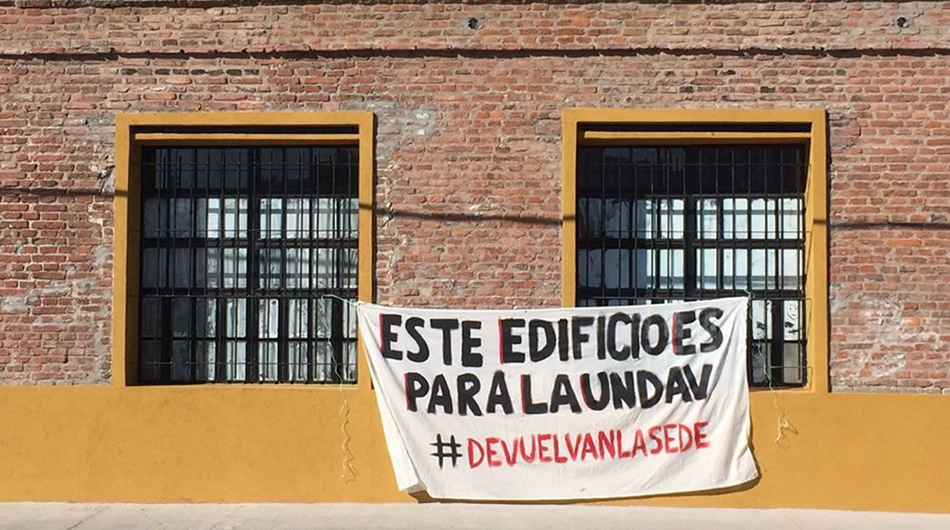 ESTE EDIFICIO ES
PARA LA UNDAV
#DEVUELVANLASEDE